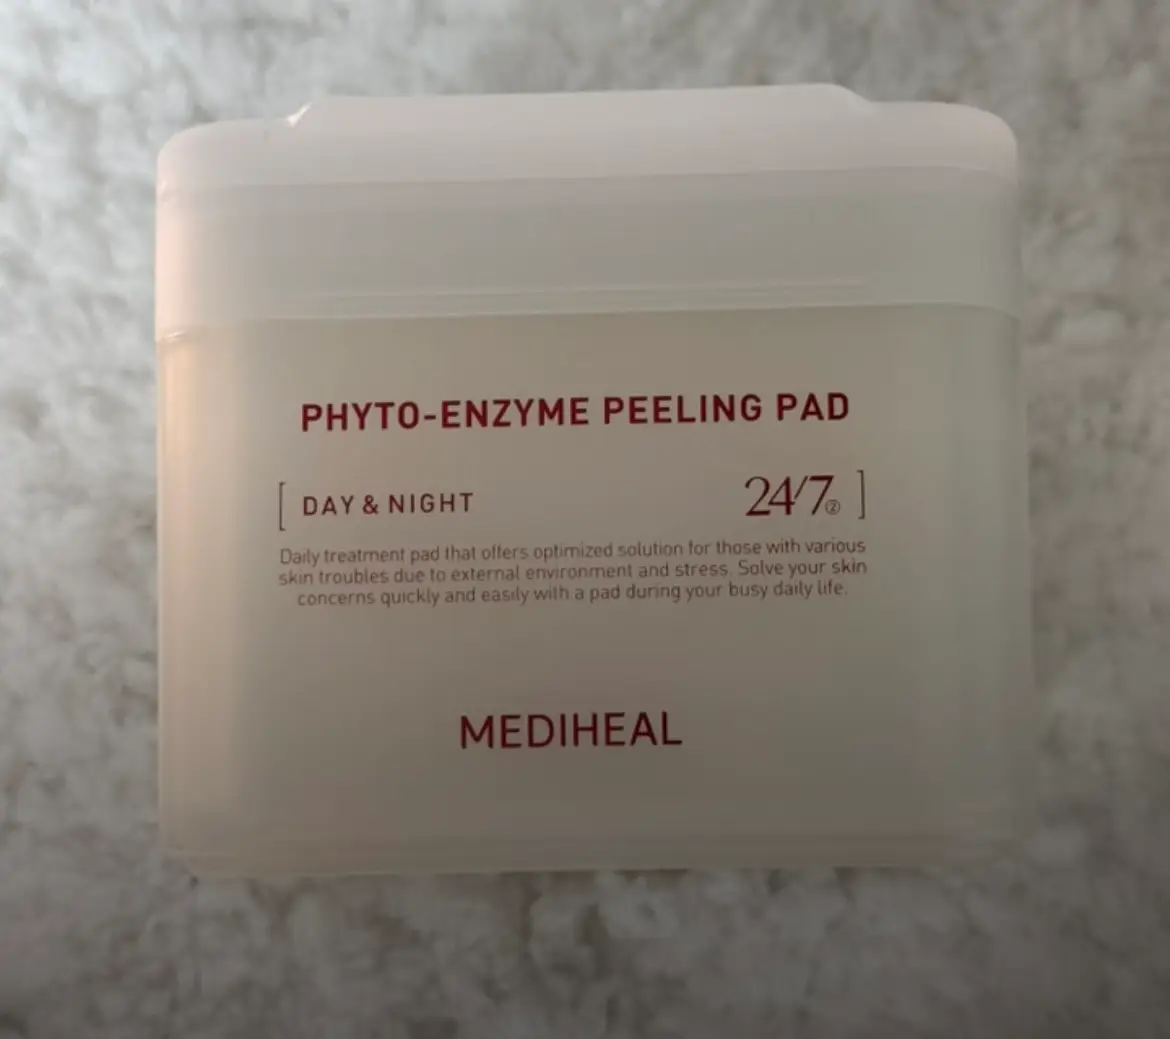 PHYTO-ENZYME PEELING PAD
[ DAY & NIGHT 24/7② ]
Daily treatment pad that offers optimized solution for those with various
skin troubles due to external environment and stress. Solve your skin
concerns quickly and easily with a pad during your busy daily life.
MEDIHEAL